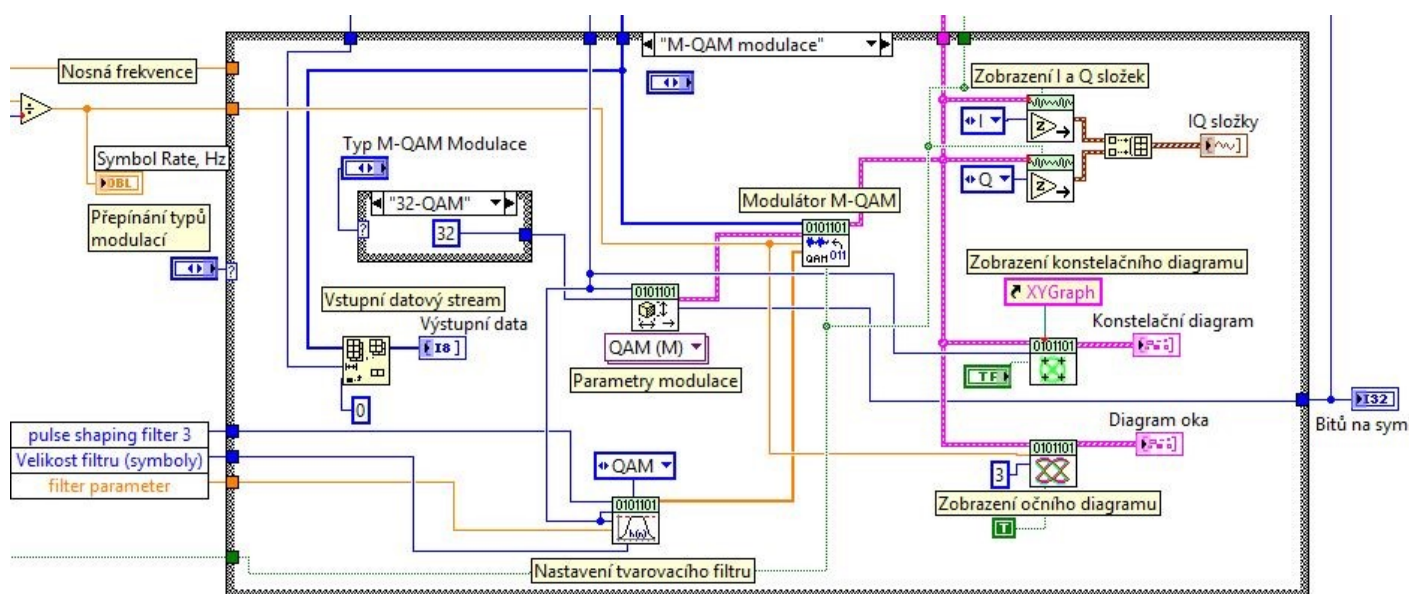 "M-QAM modulace"
Nosná frekvence
Symbol Rate, Hz
DBL
Přepínání typů
modulací
Typ M-QAM Modulace
"32-QAM"
32
Modulátor M-QAM
0101101
QAM 011
Zobrazení I a Q složek
I
Q
IQ složky
Vstupní datový stream
Výstupní data
I8
0
0101101
QAM (M)
Parametry modulace
Zobrazení konstelačního diagramu
XYGraph
Konstelační diagram
0101101
TF
I32
Bitů na sym
Diagram oka
0101101
3
Zobrazení očního diagramu
T
pulse shaping filter 3
Velikost filtru (symboly)
filter parameter
QAM
0101101
h(n)
Nastavení tvarovacího filtru